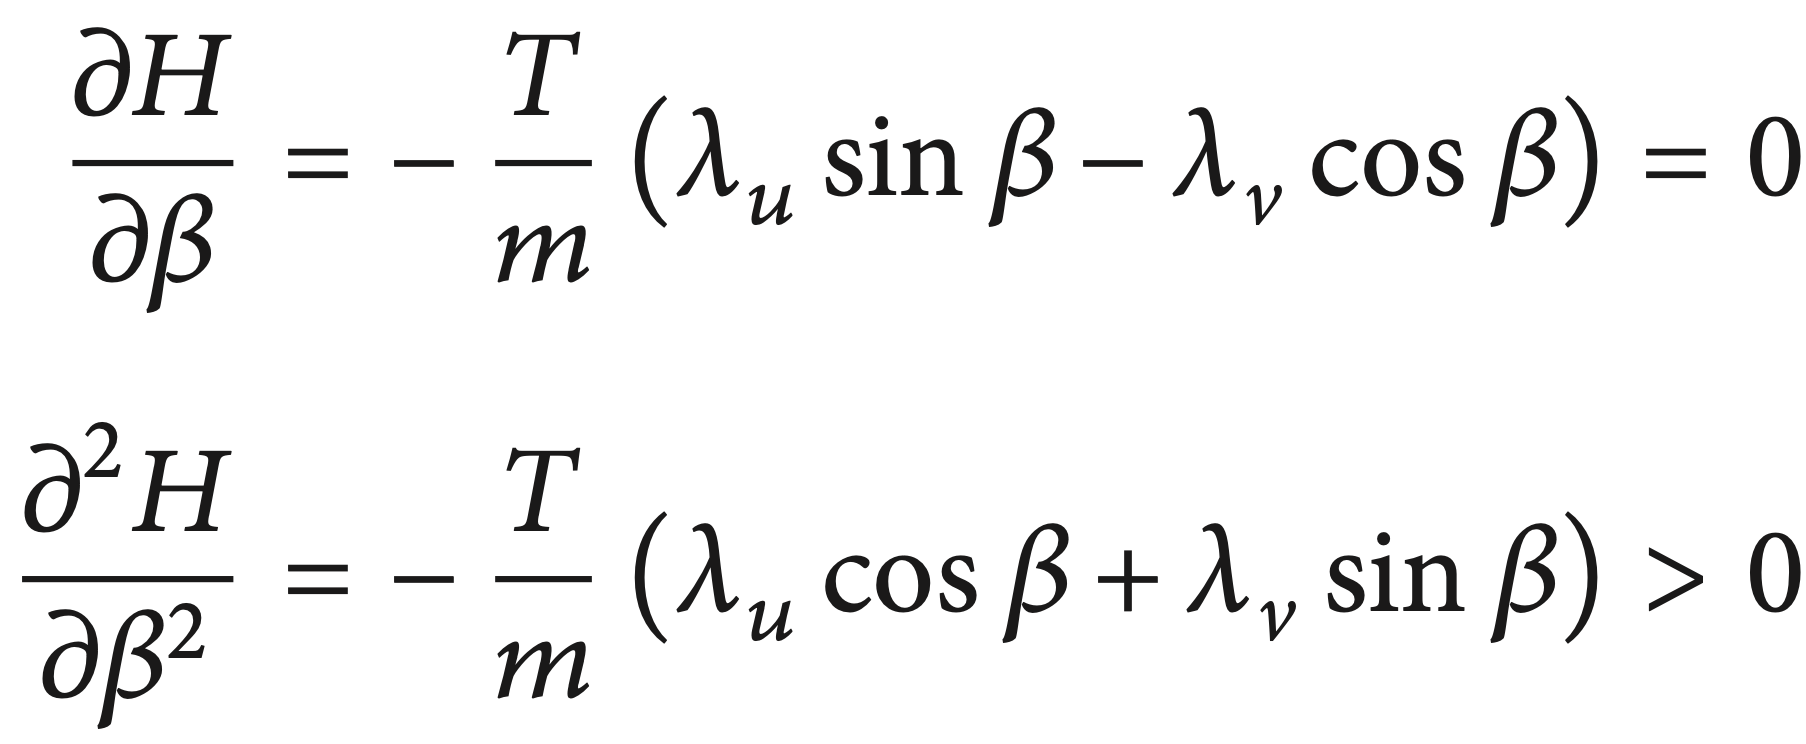 ∂H/∂β = − T/m (λ_u sin β − λ_v cos β) = 0
∂²H/∂β² = − T/m (λ_u cos β + λ_v sin β) > 0